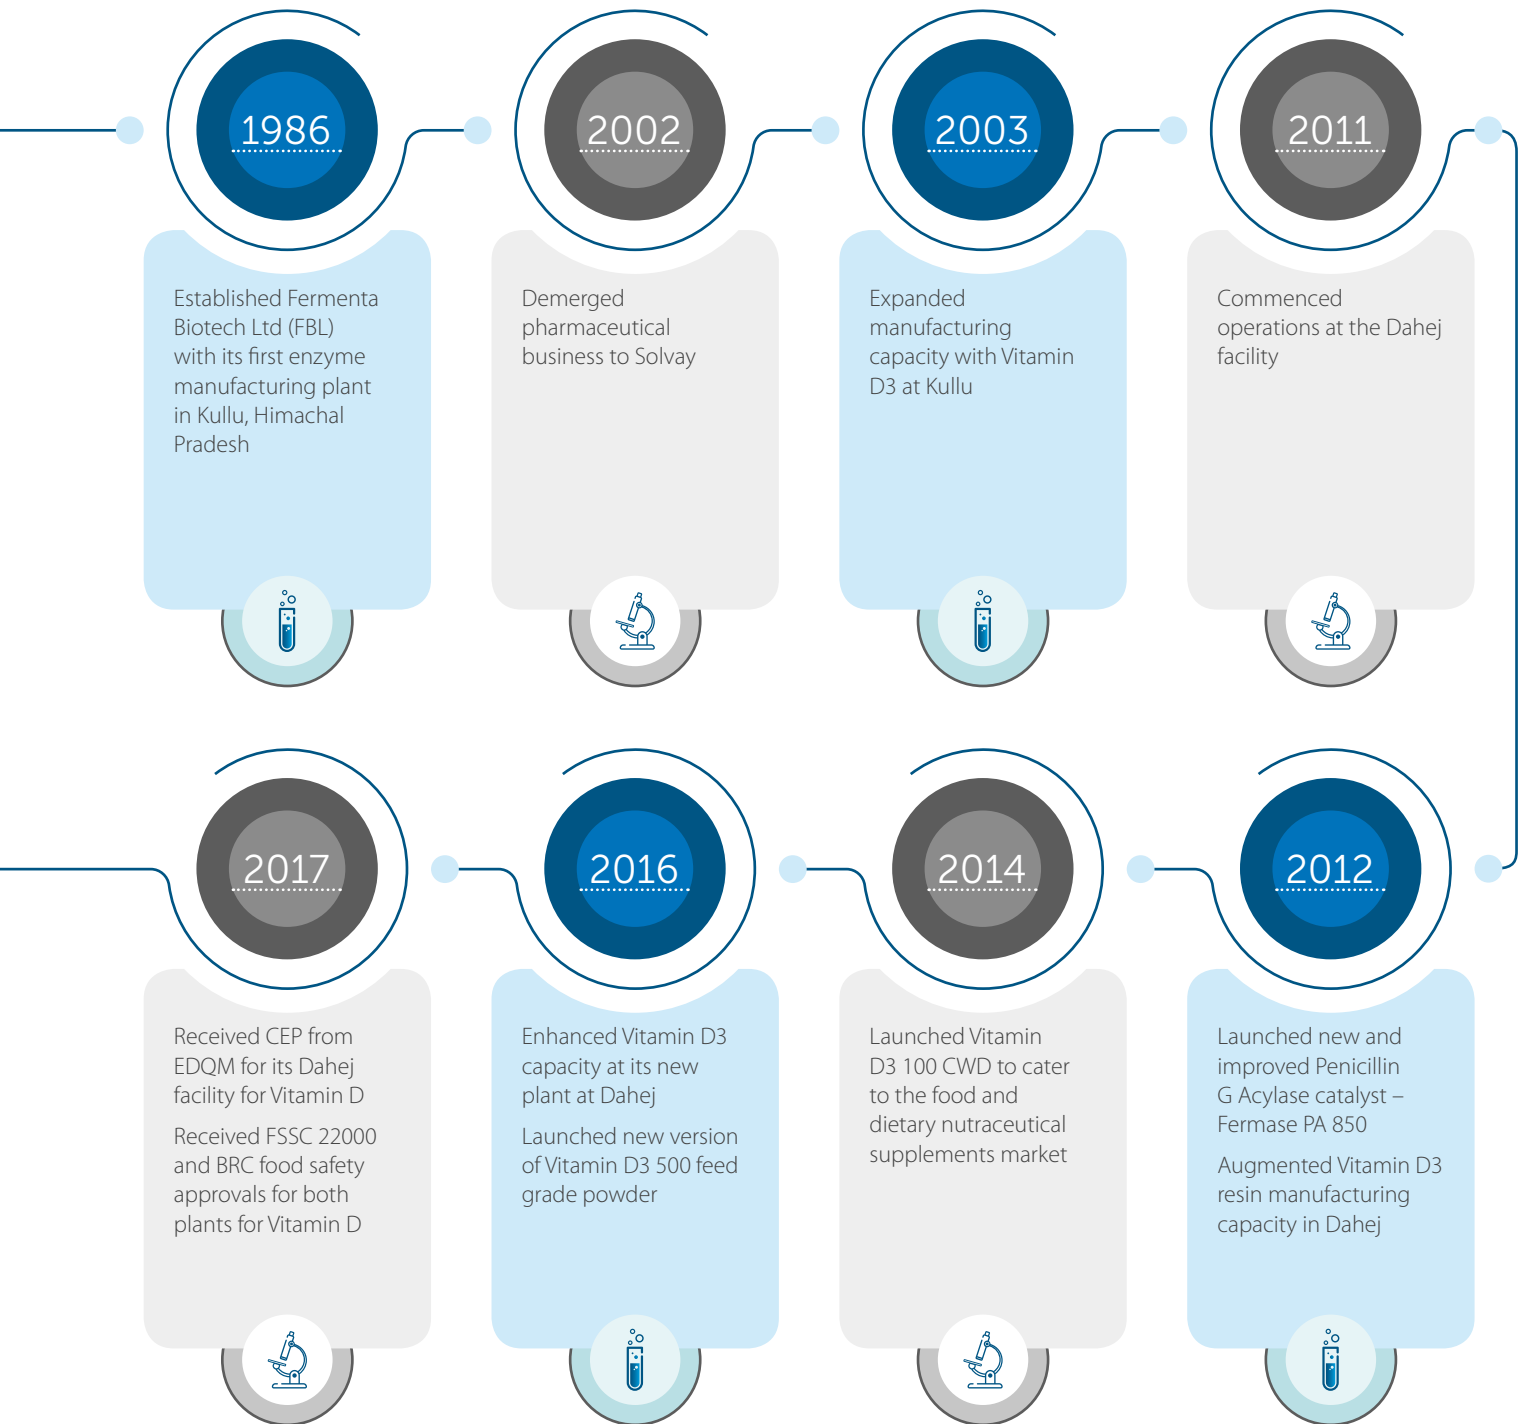 1986
Established Fermenta
Biotech Ltd (FBL)
with its first enzyme
manufacturing plant
in Kullu, Himachal
Pradesh
2002
Demerged
pharmaceutical
business to Solvay
2003
Expanded
manufacturing
capacity with Vitamin
D3 at Kullu
2011
Commenced
operations at the Dahej
facility
2012
Launched new and
improved Penicillin
G Acylase catalyst –
Fermase PA 850
Augmented Vitamin D3
resin manufacturing
capacity in Dahej
2014
Launched Vitamin
D3 100 CWD to cater
to the food and
dietary nutraceutical
supplements market
2016
Enhanced Vitamin D3
capacity at its new
plant at Dahej
Launched new version
of Vitamin D3 500 feed
grade powder
2017
Received CEP from
EDQM for its Dahej
facility for Vitamin D
Received FSSC 22000
and BRC food safety
approvals for both
plants for Vitamin D